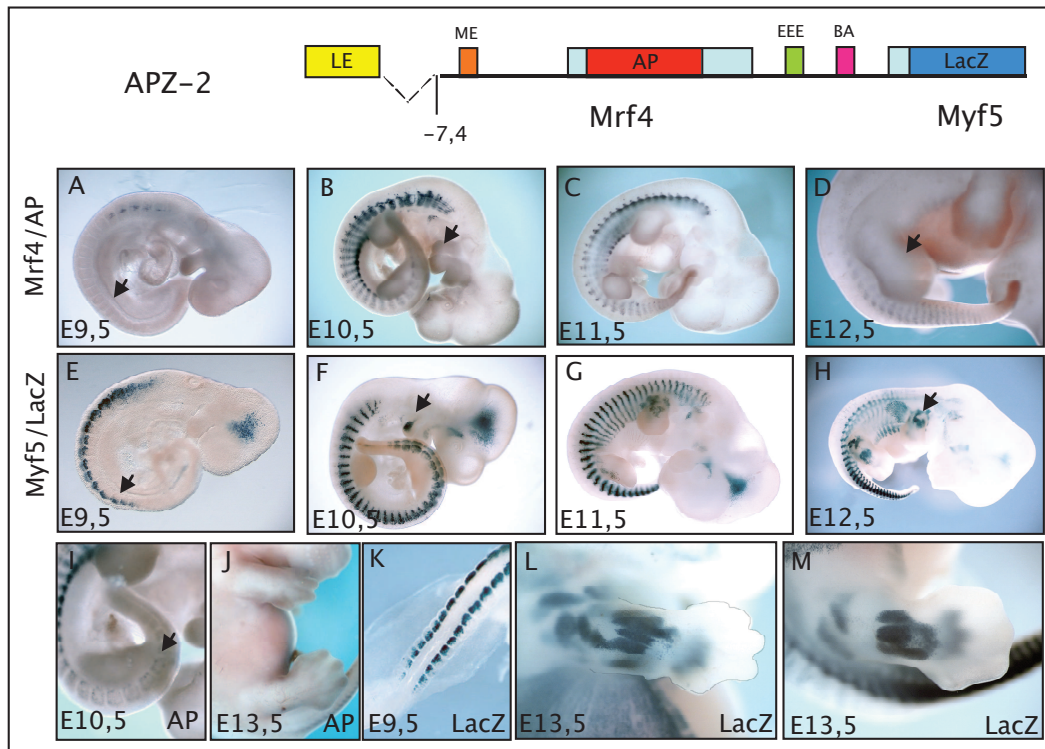 ME EEE BA
LE AP LacZ
APZ-2
-7,4 Mrf4 Myf5
Mrf4/AP
A B C D
E9,5 E10,5 E11,5 E12,5
Myf5/LacZ
E F G H
E9,5 E10,5 E11,5 E12,5
I J K L M
E10,5 AP E13,5 AP E9,5 LacZ E13,5 LacZ E13,5 LacZ